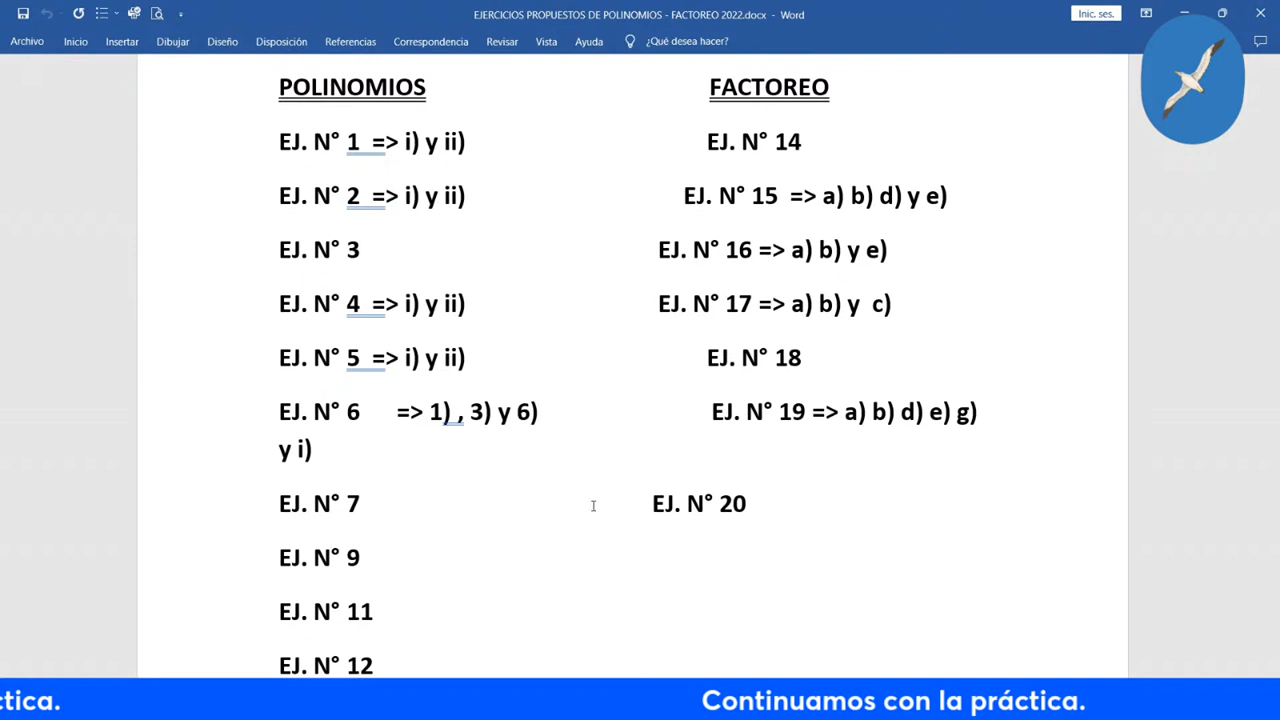 EJERCICIOS PROPUESTOS DE POLINOMIOS - FACTOREO 2022.docx - Word
Inic. ses.
Archivo Inicio Insertar Dibujar Diseño Disposición Referencias Correspondencia Revisar Vista Ayuda ¿Qué desea hacer?
POLINOMIOS FACTOREO
EJ. N° 1 => i) y ii) EJ. N° 14
EJ. N° 2 => i) y ii) EJ. N° 15 => a) b) d) y e)
EJ. N° 3 EJ. N° 16 => a) b) y e)
EJ. N° 4 => i) y ii) EJ. N° 17 => a) b) y c)
EJ. N° 5 => i) y ii) EJ. N° 18
EJ. N° 6 => 1) , 3) y 6) EJ. N° 19 => a) b) d) e) g)
y i)
EJ. N° 7 EJ. N° 20
EJ. N° 9
EJ. N° 11
EJ. N° 12
ctica. Continuamos con la práctica.